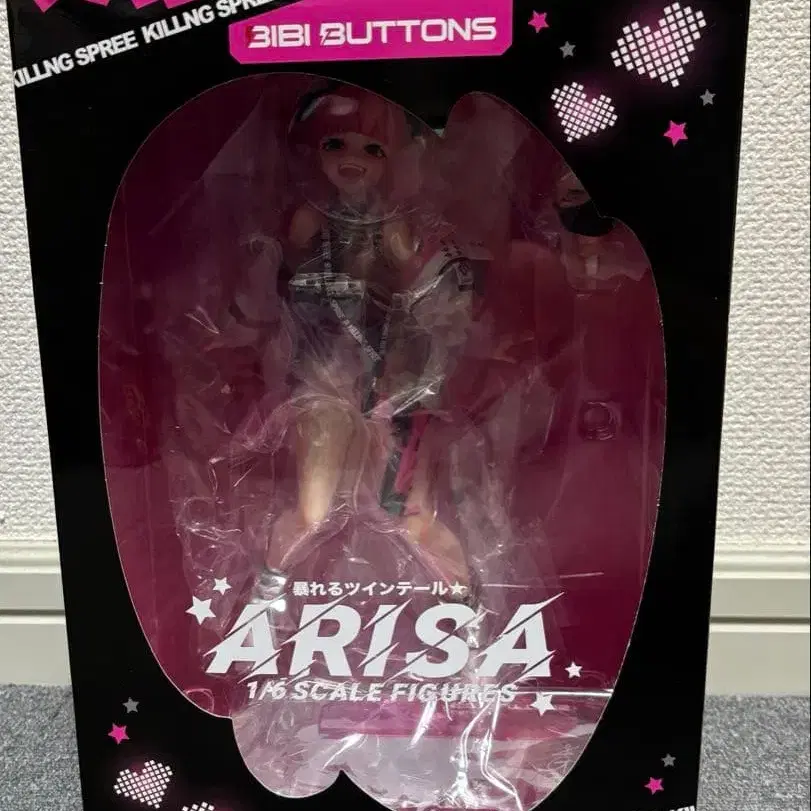 KILLNG SPREE KILLNG SPREE
BIBI BUTTONS
暴れるツインテール★
ARISA
1/6 SCALE FIGURES